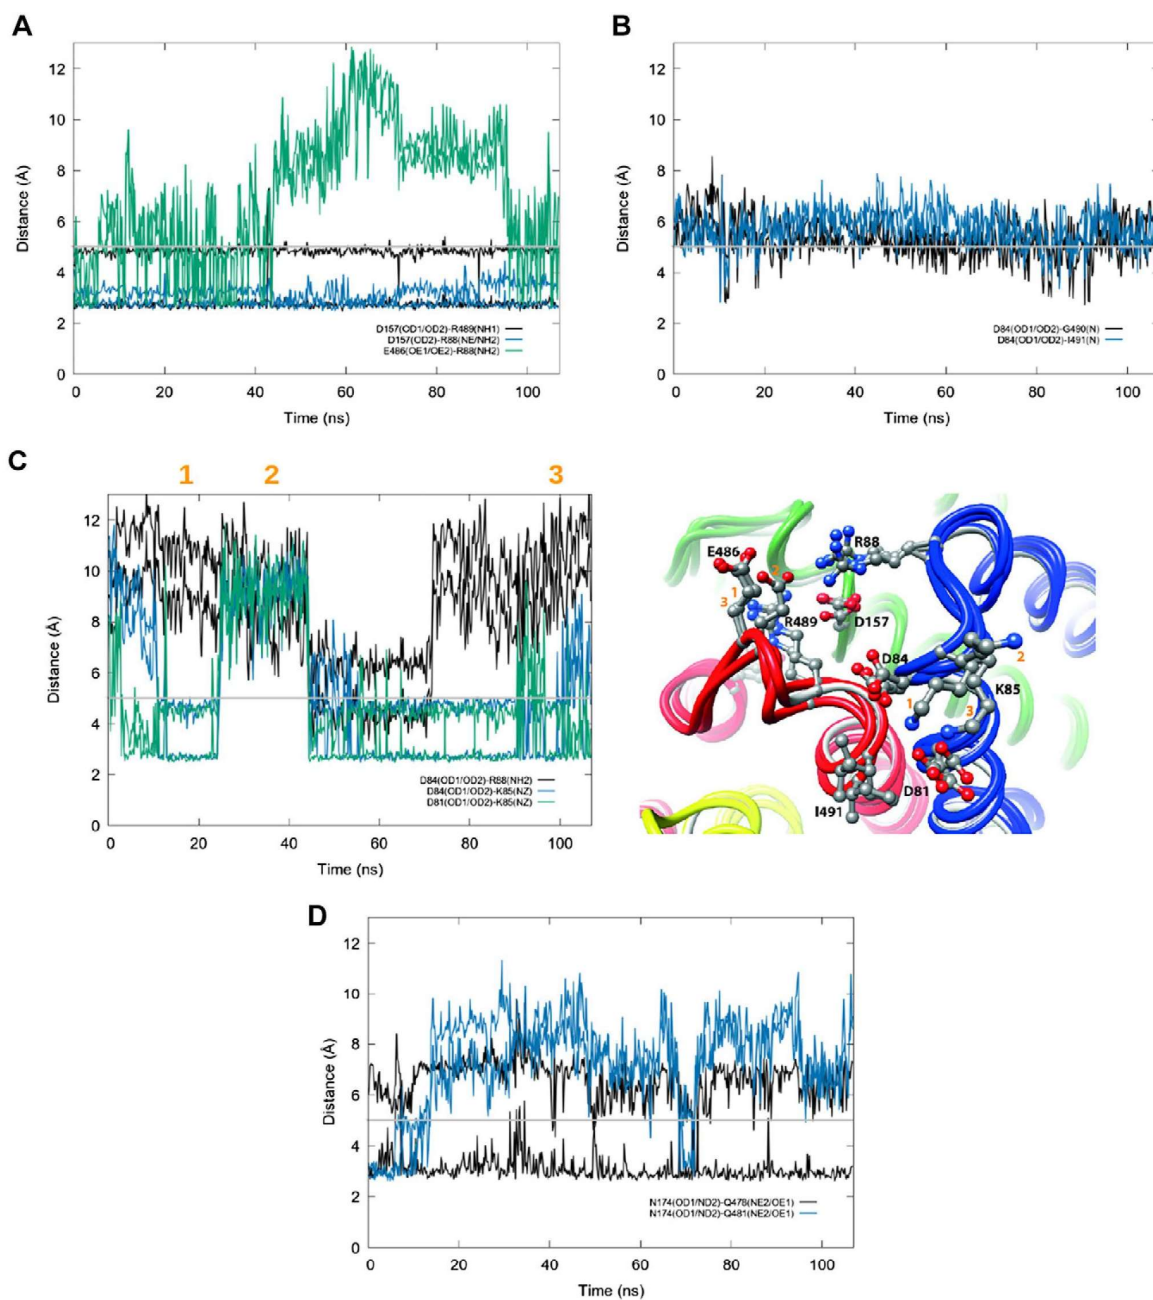 A
12
10
8
6
4
2
0
Distance (Å)
D157(OD1/OD2)-R489(NH1)
D157(OD2)-R88(NE/NH2)
E486(OE1/OE2)-R88(NH2)
0 20 40 60 80 100
Time (ns)
B
12
10
8
6
4
2
0
Distance (Å)
D84(OD1/OD2)-G490(N)
D84(OD1/OD2)-I491(N)
0 20 40 60 80 100
Time (ns)
C
1 2 3
12
10
8
6
4
2
0
Distance (Å)
D84(OD1/OD2)-R88(NH2)
D84(OD1/OD2)-K85(NZ)
D81(OD1/OD2)-K85(NZ)
0 20 40 60 80 100
Time (ns)
E486
R88
2
1
3
R489
D157
D84
2
K85
1
3
D81
I491
D
12
10
8
6
4
2
0
Distance (Å)
N174(OD1/ND2)-Q478(NE2/OE1)
N174(OD1/ND2)-Q481(NE2/OE1)
0 20 40 60 80 100
Time (ns)